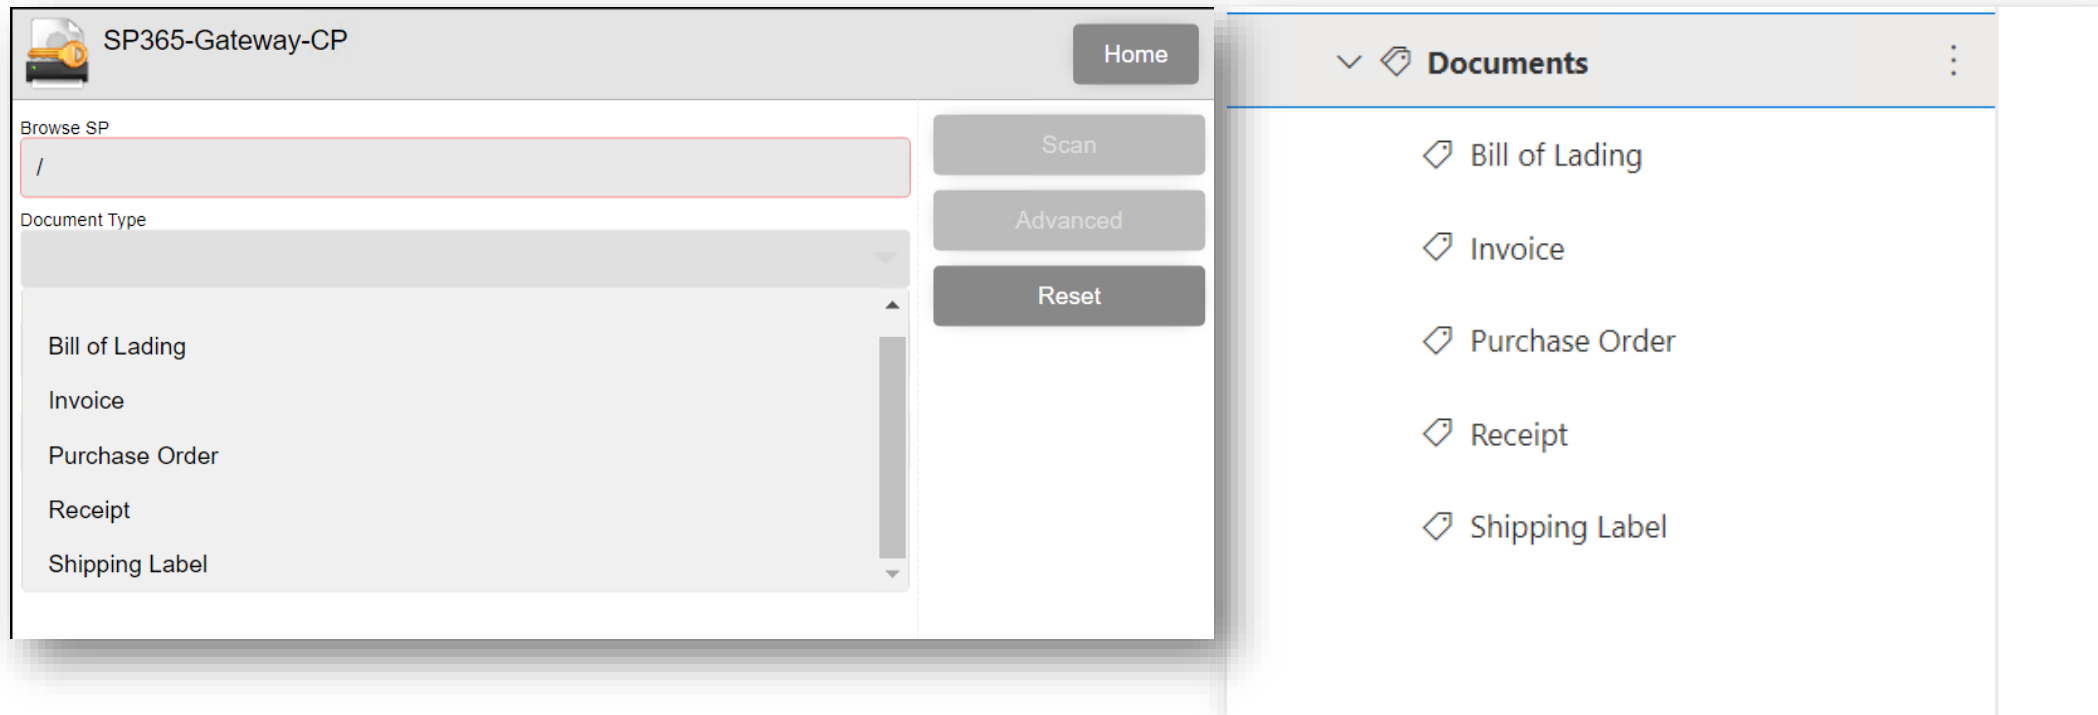 SP365-Gateway-CP
Home
Browse SP
/
Document Type
Bill of Lading
Invoice
Purchase Order
Receipt
Shipping Label
Scan
Advanced
Reset
Documents
Bill of Lading
Invoice
Purchase Order
Receipt
Shipping Label